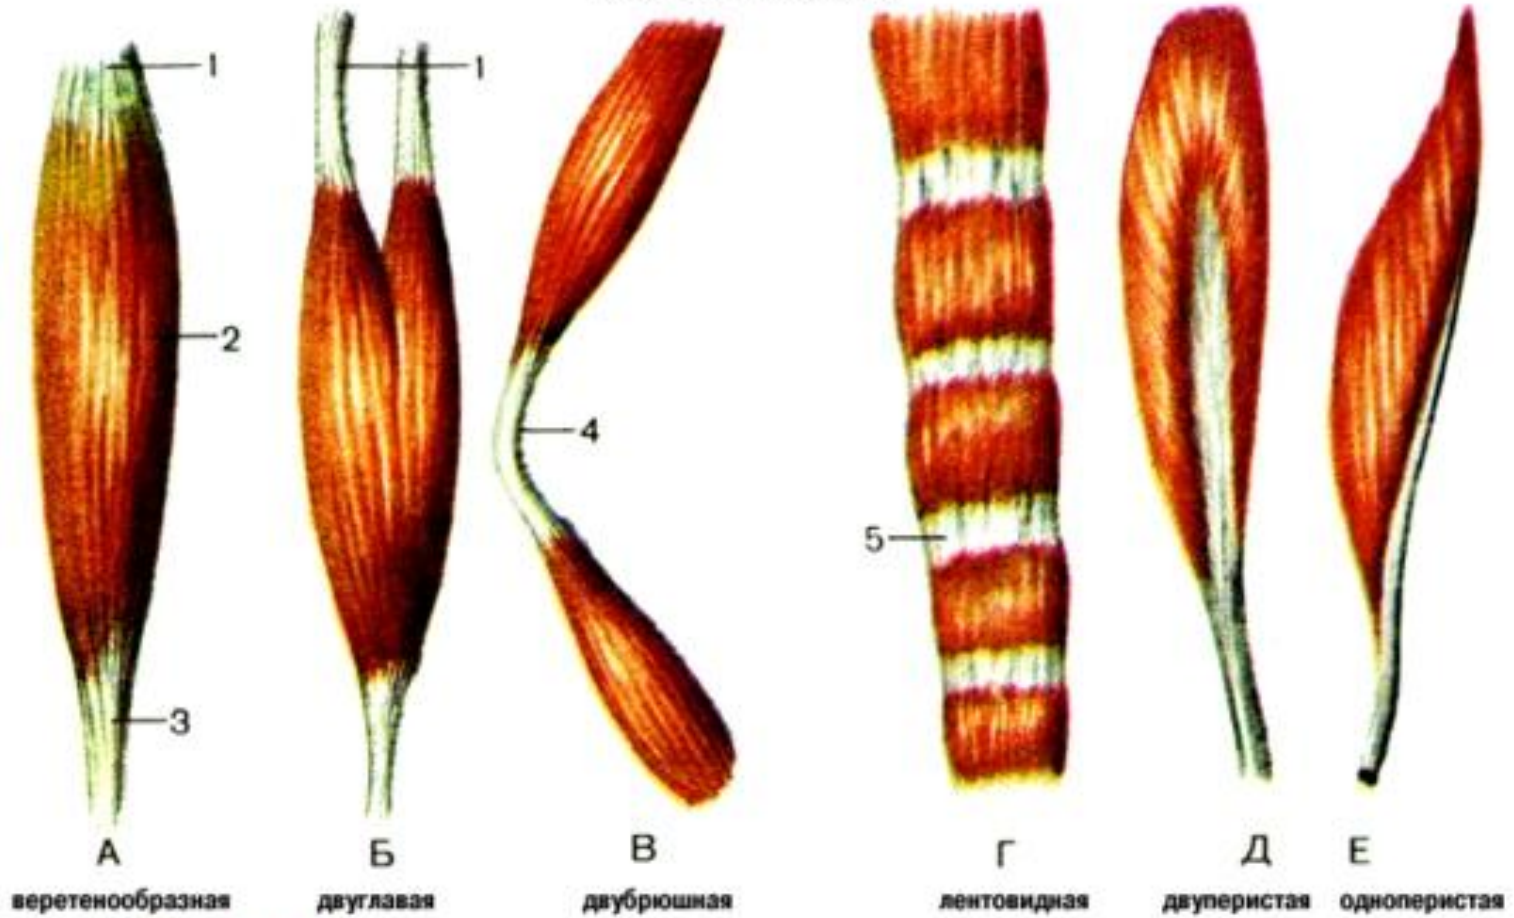 1
1
2
4
5
3
А
Б
В
Г
Д
Е
веретенообразная
двуглавая
двубрюшная
лентовидная
двуперистая
одноперистая